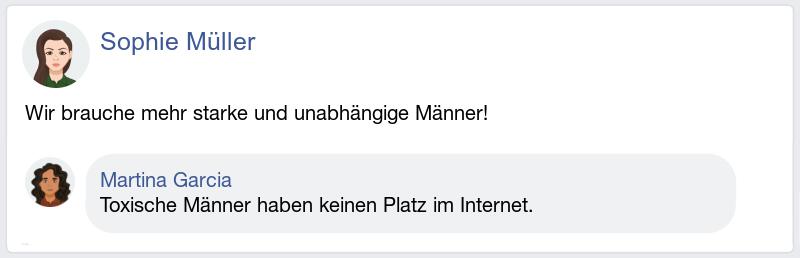 Sophie Müller
Wir brauche mehr starke und unabhängige Männer!
Martina Garcia
Toxische Männer haben keinen Platz im Internet.